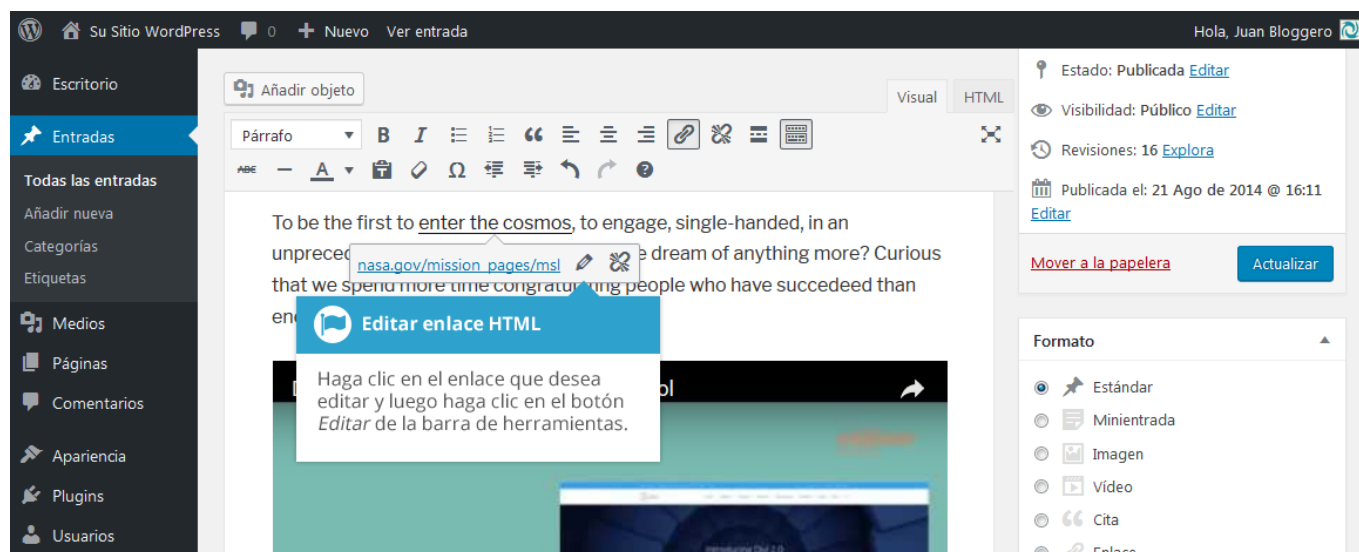 Su Sitio WordPress 0 + Nuevo Ver entrada Hola, Juan Bloggero
Escritorio
Entradas
Todas las entradas
Añadir nueva
Categorías
Etiquetas
Medios
Páginas
Comentarios
Apariencia
Plugins
Usuarios
Añadir objeto
Visual HTML
Párrafo B I
ABE A Ω
To be the first to enter the cosmos, to engage, single-handed, in an
dream of anything more? Curious
nasa.gov/mission_pages/msl
that we spend more time congratulating people who have succedeed than
Editar enlace HTML
Haga clic en el enlace que desea
editar y luego haga clic en el botón
Editar de la barra de herramientas.
Estado: Publicada Editar
Visibilidad: Público Editar
Revisiones: 16 Explora
Publicada el: 21 Ago de 2014 @ 16:11
Editar
Mover a la papelera Actualizar
Formato
Estándar
Minientrada
Imagen
Vídeo
Cita
Enlace